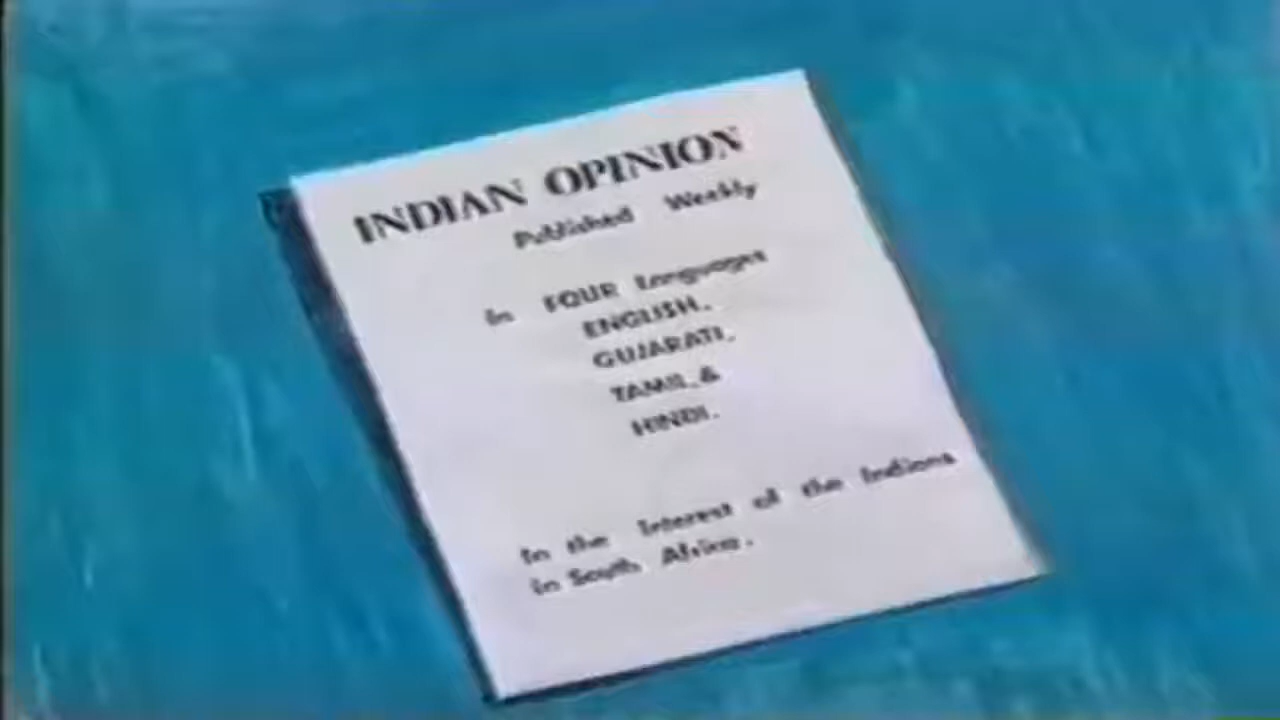 INDIAN OPINION
Published Weekly
In FOUR Languages
ENGLISH,
GUJARATI,
TAMIL, &
HINDI.
In the Interest of the Indians
in South Africa.